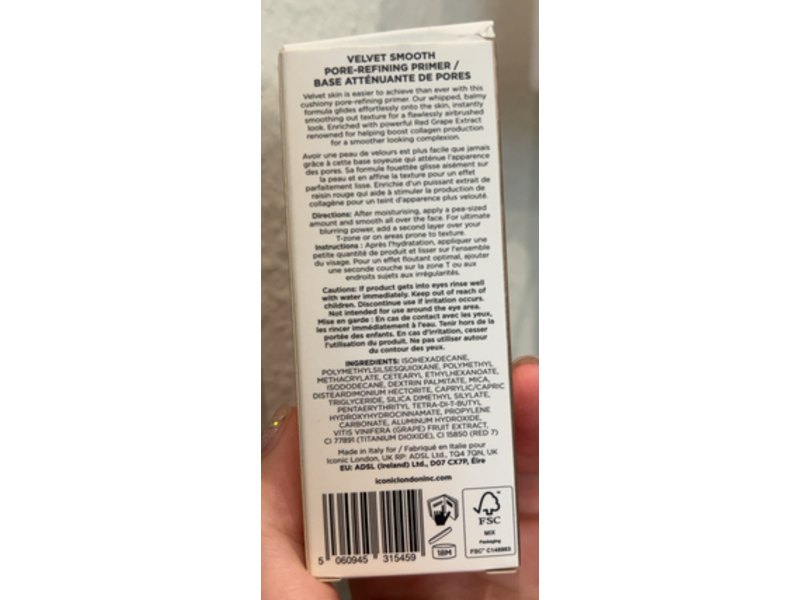 VELVET SMOOTH
PORE-REFINING PRIMER /
BASE ATTÉNUANTE DE PORES
Velvet skin is easier to achieve than ever with this
cushiony pore-refining primer. Our whipped, balmy
formula glides effortlessly onto the skin, instantly
smoothing out texture for a flawlessly airbrushed
look. Enriched with powerful Red Grape Extract
renowned for helping boost collagen production
for a smoother looking complexion.
Avoir une peau de velours est plus facile que jamais
grâce à cette base soyeuse qui atténue l'apparence
des pores. Sa formule fouettée glisse aisément sur
la peau et en affine la texture pour un effet
parfaitement lisse. Enrichie d'un puissant extrait de
raisin rouge qui aide à stimuler la production de
collagène pour un teint d'apparence plus velouté.
Directions: After moisturising, apply a pea-sized
amount and smooth all over the face. For ultimate
blurring power, add a second layer over your
T-zone or on areas prone to texture.
Instructions : Après l'hydratation, appliquer une
petite quantité de produit et lisser sur l'ensemble
du visage. Pour un effet floutant optimal, ajouter
une seconde couche sur la zone T ou aux
endroits sujets aux irrégularités.
Cautions: If product gets into eyes rinse well
with water immediately. Keep out of reach of
children. Discontinue use if irritation occurs.
Not intended for use around the eye area.
Mise en garde : En cas de contact avec les yeux,
les rincer immédiatement à l'eau. Tenir hors de la
portée des enfants. En cas d'irritation, cesser
l'utilisation du produit. Ne pas utiliser autour
du contour des yeux.
INGREDIENTS: ISOHEXADECANE,
POLYMETHYLSILSESQUIOXANE, POLYMETHYL
METHACRYLATE, CETEARYL ETHYLHEXANOATE,
ISODODECANE, DEXTRIN PALMITATE, MICA,
DISTEARDIMONIUM HECTORITE, CAPRYLIC/CAPRIC
TRIGLYCERIDE, SILICA DIMETHYL SILYLATE,
PENTAERYTHRITYL TETRA-DI-T-BUTYL
HYDROXYHYDROCINNAMATE, PROPYLENE
CARBONATE, ALUMINUM HYDROXIDE,
VITIS VINIFERA (GRAPE) FRUIT EXTRACT,
CI 77891 (TITANIUM DIOXIDE), CI 15850 (RED 7)
Made in Italy for / Fabriqué en Italie pour
Iconic London, UK RP: ADSL Ltd., TQ4 7QN, UK
EU: ADSL (Ireland) Ltd., D07 CX7P, Éire
iconiclondoninc.com
5 060945 315459
18M
FSC
MIX
Packaging
FSC® C148983